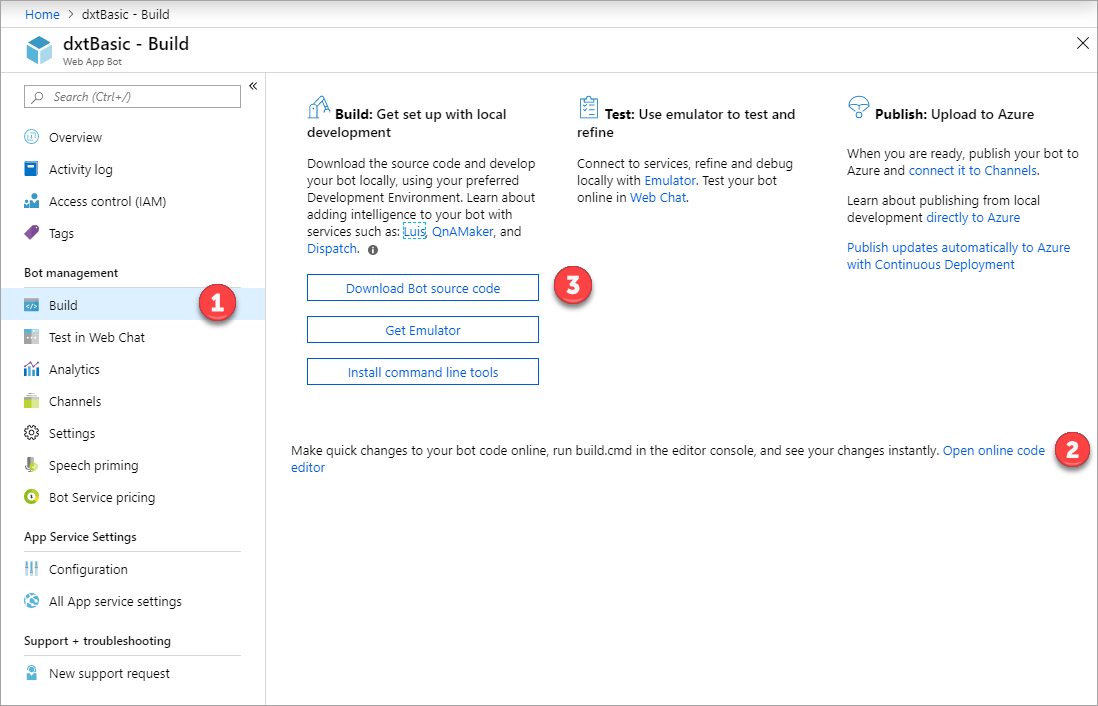 Home > dxtBasic - Build
dxtBasic - Build
Web App Bot
Search (Ctrl+/)
«
Overview
Activity log
Access control (IAM)
Tags
Bot management
Build
1
Test in Web Chat
Analytics
Channels
Settings
Speech priming
Bot Service pricing
App Service Settings
Configuration
All App service settings
Support + troubleshooting
New support request
Build: Get set up with local
development
Download the source code and develop
your bot locally, using your preferred
Development Environment. Learn about
adding intelligence to your bot with
services such as: Luis, QnAMaker, and
Dispatch.
Download Bot source code
3
Get Emulator
Install command line tools
Test: Use emulator to test and
refine
Connect to services, refine and debug
locally with Emulator. Test your bot
online in Web Chat.
Publish: Upload to Azure
When you are ready, publish your bot to
Azure and connect it to Channels.
Learn about publishing from local
development directly to Azure
Publish updates automatically to Azure
with Continuous Deployment
Make quick changes to your bot code online, run build.cmd in the editor console, and see your changes instantly. Open online code
editor
2